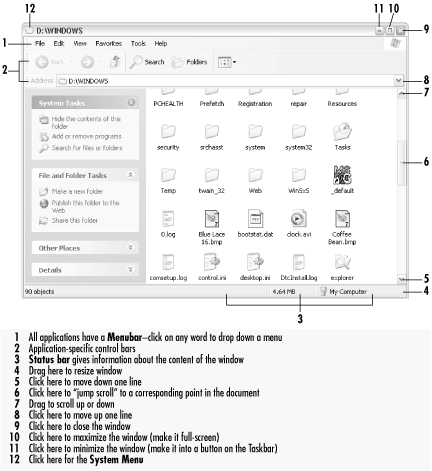 12
11
10
D:\WINDOWS
9
1
File Edit View Favorites Tools Help
2
Back
Search
Folders
Address
D:\WINDOWS
8
7
System Tasks
Hide the contents of this
folder
Add or remove programs
Search for files or folders
File and Folder Tasks
Make a new folder
Publish this folder to the
Web
Share this folder
Other Places
Details
PCHEALTH Prefetch Registration repair Resources
security srchasst system system32 Tasks
Temp twain_32 Web WinSxS _default
0.log Blue Lace 16.bmp bootstat.dat clock.avi Coffee Bean.bmp
comsetup.log control.ini desktop.ini DtcInstall.log explorer
6
5
90 objects
4.64 MB
My Computer
4
3
1 All applications have a Menubar–click on any word to drop down a menu
2 Application-specific control bars
3 Status bar gives information about the content of the window
4 Drag here to resize window
5 Click here to move down one line
6 Click here to "jump scroll" to a corresponding point in the document
7 Drag to scroll up or down
8 Click here to move up one line
9 Click here to close the window
10 Click here to maximize the window (make it full-screen)
11 Click here to minimize the window (make it into a button on the Taskbar)
12 Click here for the System Menu